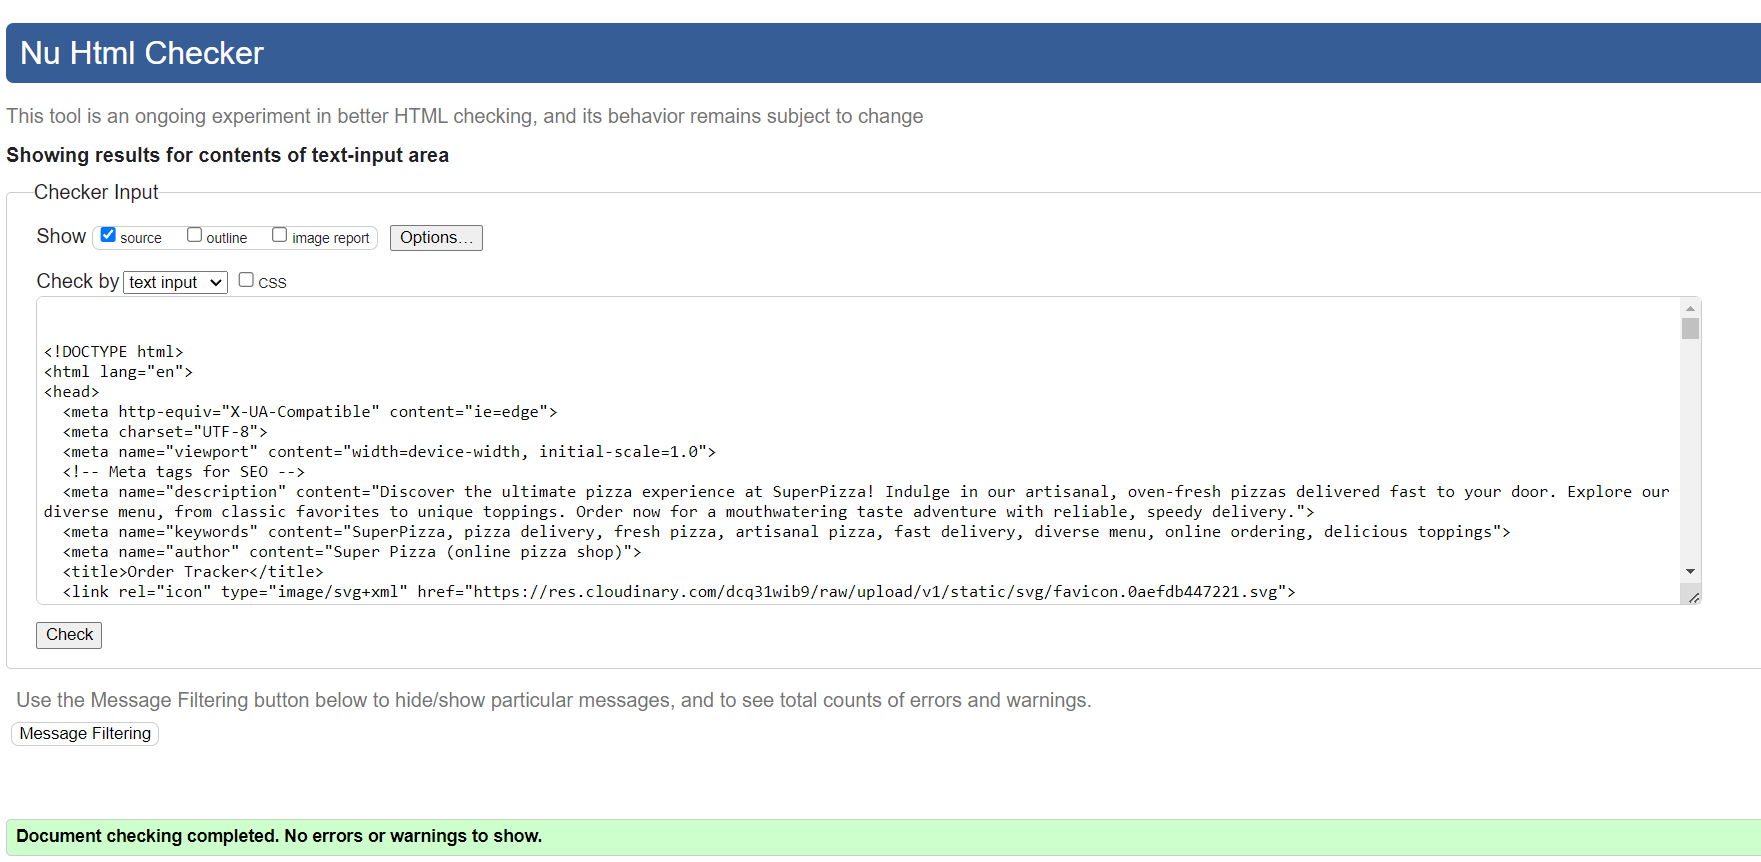 Nu Html Checker
This tool is an ongoing experiment in better HTML checking, and its behavior remains subject to change
Showing results for contents of text-input area
Checker Input
Show source outline image report Options...
Check by text input CSS
<!DOCTYPE html>
<html lang="en">
<head>
  <meta http-equiv="X-UA-Compatible" content="ie=edge">
  <meta charset="UTF-8">
  <meta name="viewport" content="width=device-width, initial-scale=1.0">
  <!-- Meta tags for SEO -->
  <meta name="description" content="Discover the ultimate pizza experience at SuperPizza! Indulge in our artisanal, oven-fresh pizzas delivered fast to your door. Explore our
diverse menu, from classic favorites to unique toppings. Order now for a mouthwatering taste adventure with reliable, speedy delivery.">
  <meta name="keywords" content="SuperPizza, pizza delivery, fresh pizza, artisanal pizza, fast delivery, diverse menu, online ordering, delicious toppings">
  <meta name="author" content="Super Pizza (online pizza shop)">
  <title>Order Tracker</title>
  <link rel="icon" type="image/svg+xml" href="https://res.cloudinary.com/dcq31wib9/raw/upload/v1/static/svg/favicon.0aefdb447221.svg">
Check
Use the Message Filtering button below to hide/show particular messages, and to see total counts of errors and warnings.
Message Filtering
Document checking completed. No errors or warnings to show.